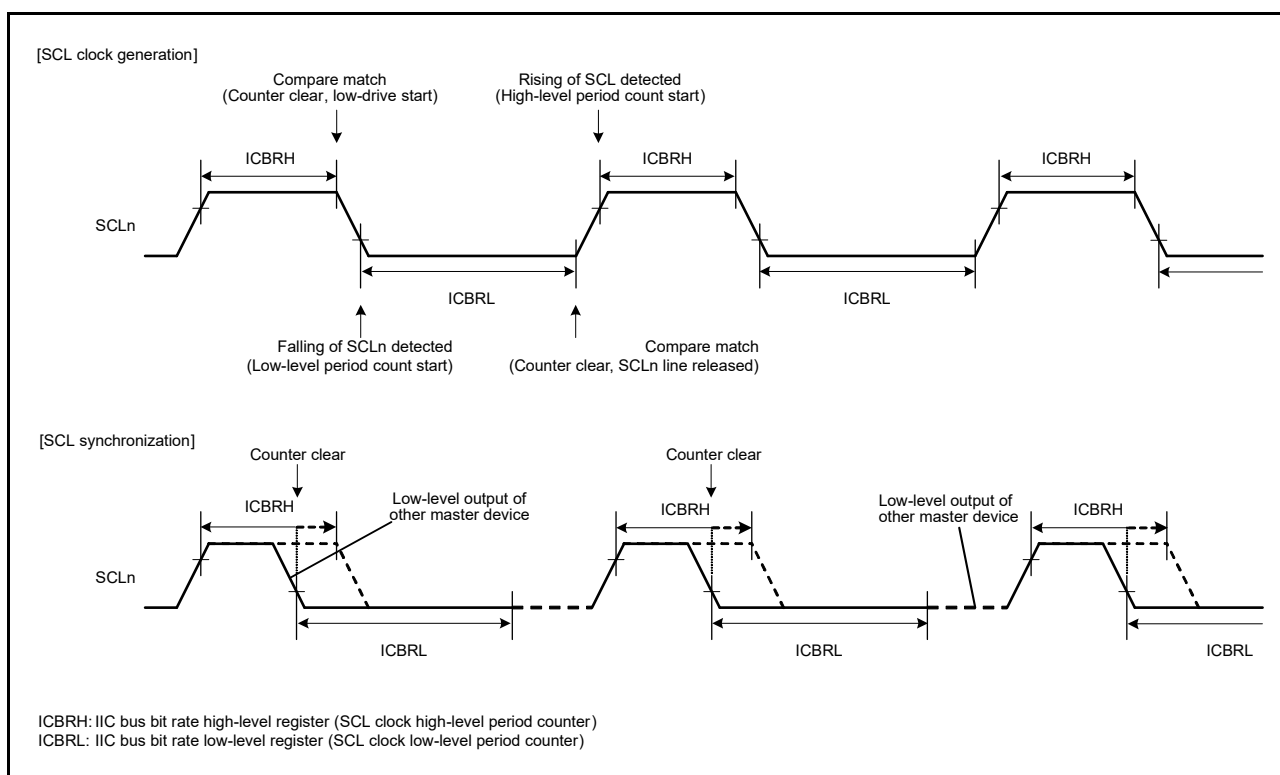 [SCL clock generation]
Compare match
(Counter clear, low-drive start)
Rising of SCL detected
(High-level period count start)
ICBRH
ICBRH
ICBRH
SCLn
ICBRL
ICBRL
Falling of SCLn detected
(Low-level period count start)
Compare match
(Counter clear, SCLn line released)
[SCL synchronization]
Counter clear
Counter clear
ICBRH
Low-level output of
other master device
ICBRH
Low-level output of
other master device
ICBRH
SCLn
ICBRL
ICBRL
ICBRL
ICBRH: IIC bus bit rate high-level register (SCL clock high-level period counter)
ICBRL: IIC bus bit rate low-level register (SCL clock low-level period counter)